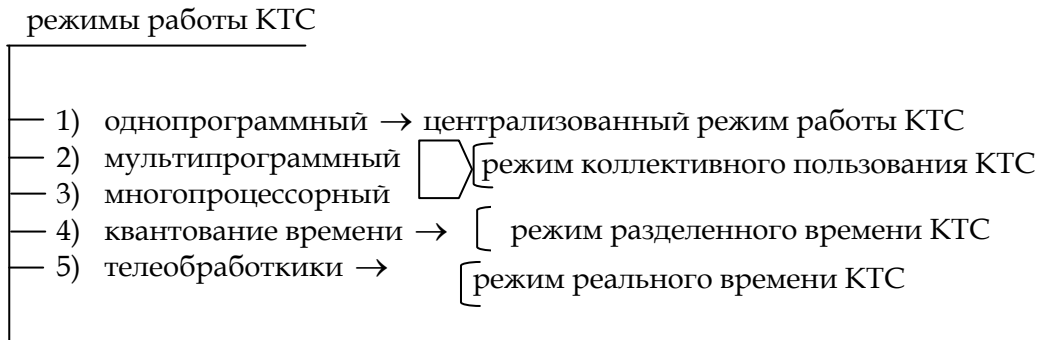 режимы работы КТС
1) однопрограммный → централизованный режим работы КТС
2) мультипрограммный
режим коллективного пользования КТС
3) многопроцессорный
4) квантование времени → режим разделенного времени КТС
5) телеобработкики →
режим реального времени КТС